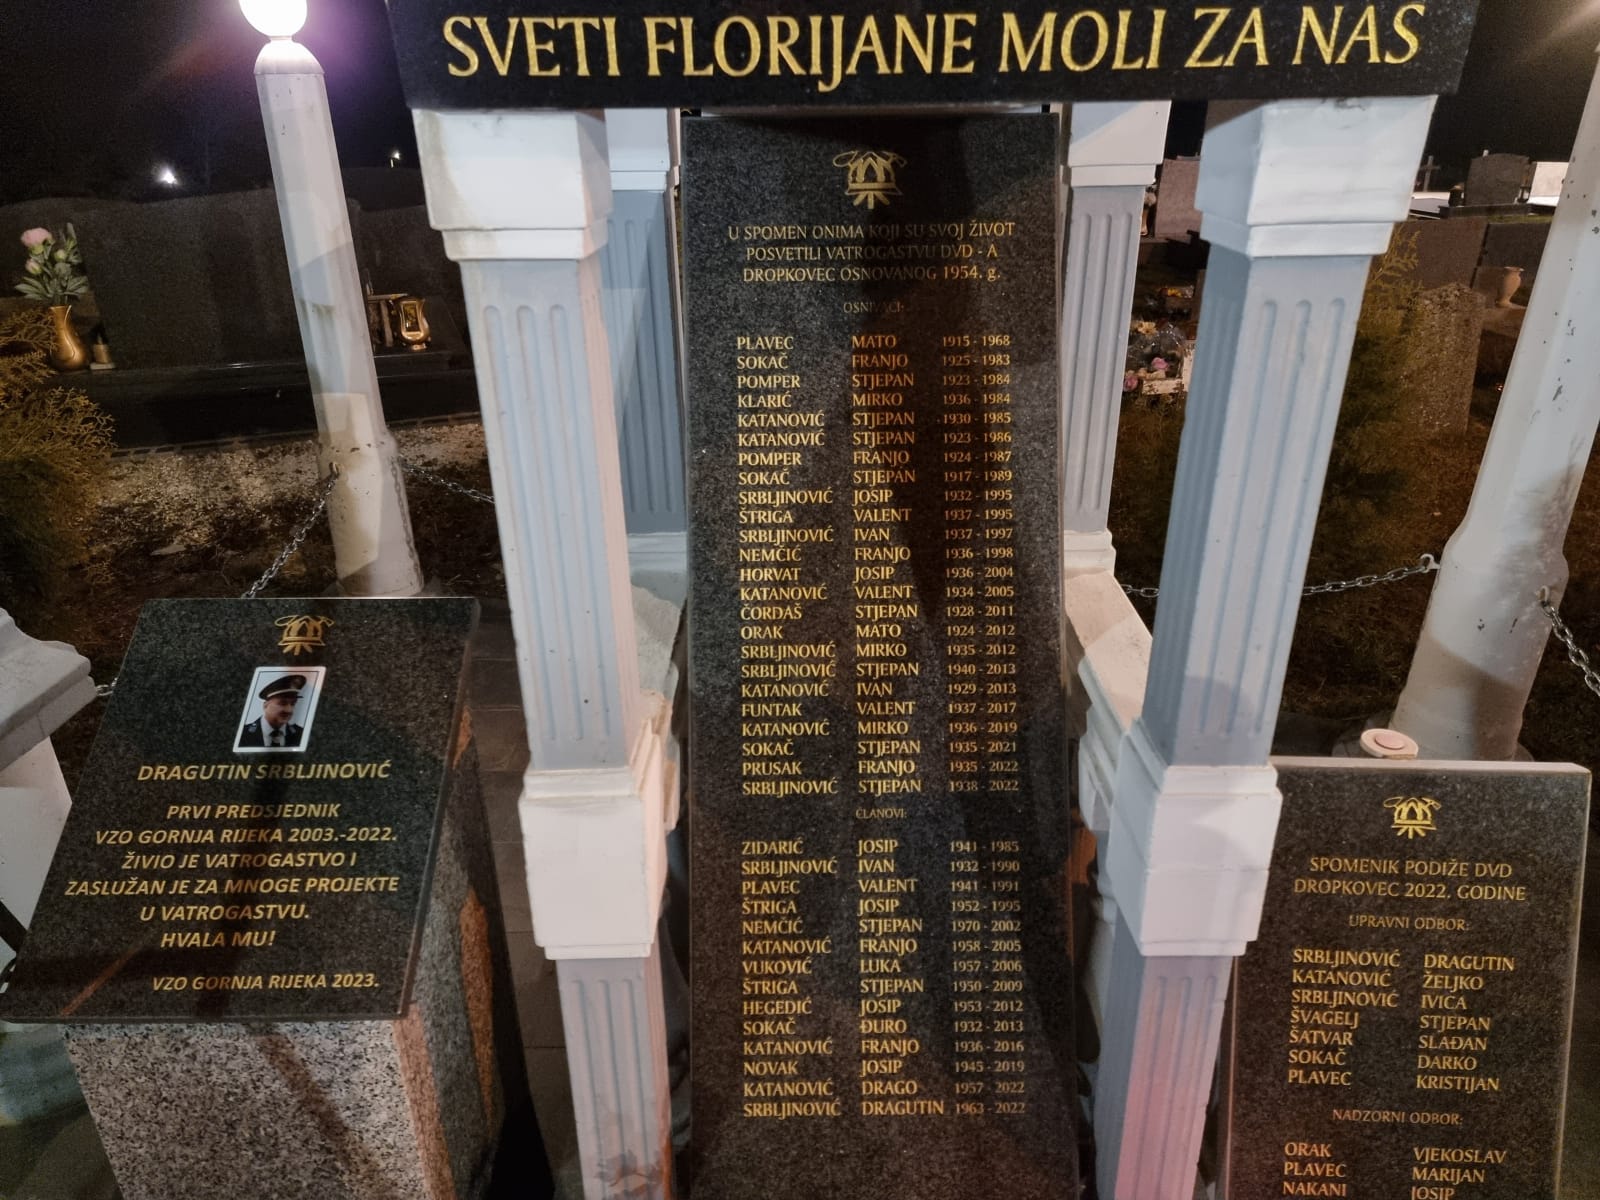 SVETI FLORIJANE MOLI ZA NAS
U SPOMEN ONIMA KOJI SU SVOJ ŽIVOT
POSVETILI VATROGASTVU DVD - A
DROPKOVEC OSNOVANOG 1954. g.
OSNIVAČI:
PLAVEC MATO 1915 - 1968
SOKAČ FRANJO 1925 - 1983
POMPER STJEPAN 1923 - 1984
KLARIĆ MIRKO 1936 - 1984
KATANOVIĆ STJEPAN 1930 - 1985
KATANOVIĆ STJEPAN 1923 - 1986
POMPER FRANJO 1924 - 1987
SOKAČ STJEPAN 1917 - 1989
SRBLJINOVIĆ JOSIP 1932 - 1995
ŠTRIGA VALENT 1937 - 1995
SRBLJINOVIĆ IVAN 1937 - 1997
NEMČIĆ FRANJO 1936 - 1998
HORVAT JOSIP 1936 - 2004
KATANOVIĆ VALENT 1934 - 2005
ČORDAŠ STJEPAN 1928 - 2011
ORAK MATO 1924 - 2012
SRBLJINOVIĆ MIRKO 1935 - 2012
SRBLJINOVIĆ STJEPAN 1940 - 2013
KATANOVIĆ IVAN 1929 - 2013
FUNTAK VALENT 1937 - 2017
KATANOVIĆ MIRKO 1936 - 2019
SOKAČ STJEPAN 1935 - 2021
PRUSAK FRANJO 1935 - 2022
SRBLJINOVIĆ STJEPAN 1938 - 2022
ČLANOVI:
ZIDARIĆ JOSIP 1941 - 1985
SRBLJINOVIĆ IVAN 1932 - 1990
PLAVEC VALENT 1941 - 1991
ŠTRIGA JOSIP 1952 - 1995
NEMČIĆ STJEPAN 1970 - 2002
KATANOVIĆ FRANJO 1958 - 2005
VUKOVIĆ LUKA 1957 - 2006
ŠTRIGA STJEPAN 1950 - 2009
HEGEDIĆ JOSIP 1953 - 2012
SOKAČ ĐURO 1932 - 2013
KATANOVIĆ FRANJO 1936 - 2016
NOVAK JOSIP 1945 - 2019
KATANOVIĆ DRAGO 1957 - 2022
SRBLJINOVIĆ DRAGUTIN 1963 - 2022
DRAGUTIN SRBLJINOVIĆ
PRVI PREDSJEDNIK
VZO GORNJA RIJEKA 2003.-2022.
ŽIVIO JE VATROGASTVO I
ZASLUŽAN JE ZA MNOGE PROJEKTE
U VATROGASTVU.
HVALA MU!
VZO GORNJA RIJEKA 2023.
SPOMENIK PODIŽE DVD
DROPKOVEC 2022. GODINE
UPRAVNI ODBOR:
SRBLJINOVIĆ DRAGUTIN
KATANOVIĆ ŽELJKO
SRBLJINOVIĆ IVICA
ŠVAGELJ STJEPAN
ŠATVAR SLAĐAN
SOKAČ DARKO
PLAVEC KRISTIJAN
NADZORNI ODBOR:
ORAK VJEKOSLAV
PLAVEC MARIJAN
NAKANI JOSIP